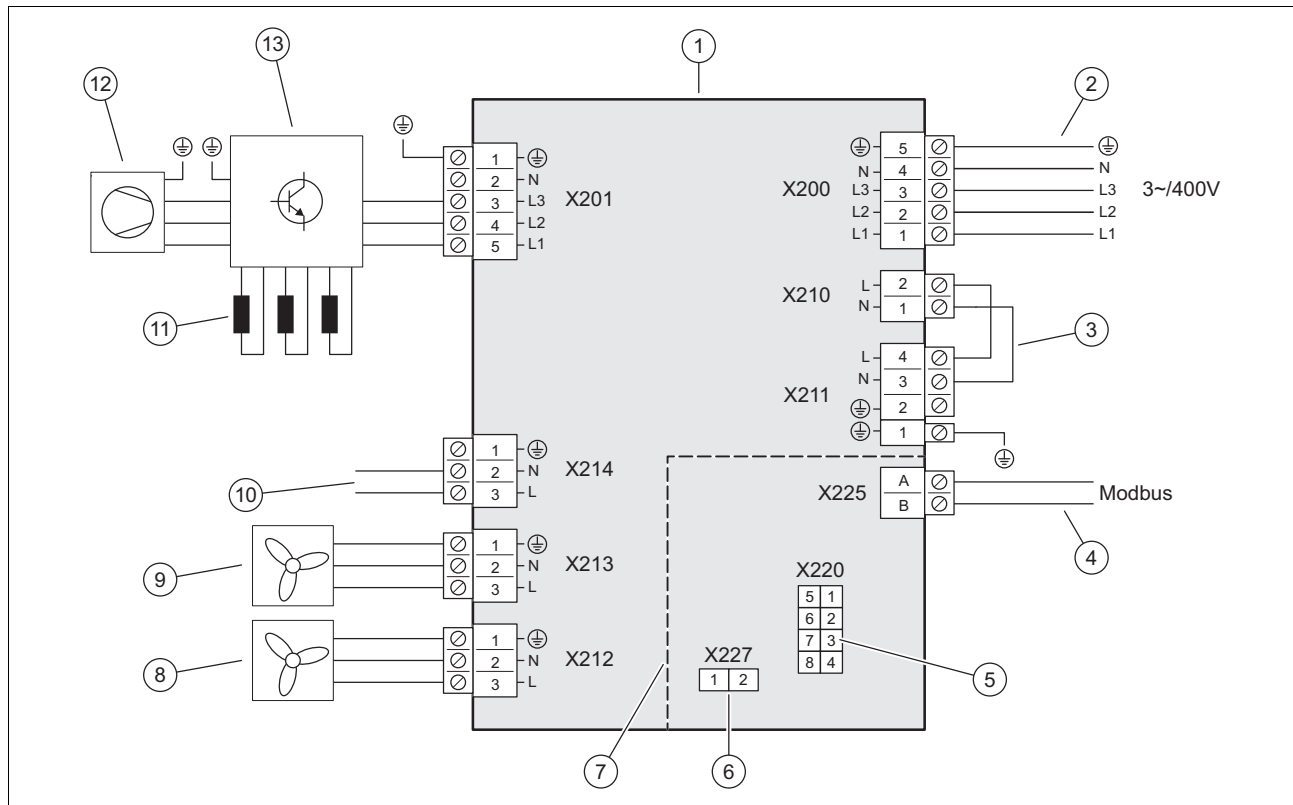 13
1
12
2
1
2 N
3 L3
4 L2
5 L1
X201
X200
5
N 4 N
L3 3 L3
L2 2 L2
L1 1 L1
3~/400V
X210
L 2
N 1
3
11
X211
L 4
N 3
2
1
X214
1
2 N
3 L
10
X225
A
B
Modbus
4
9
1
2 N
3 L
X213
X220
5 1
6 2
7 3
8 4
5
8
1
2 N
3 L
X212
X227
1 2
7
6